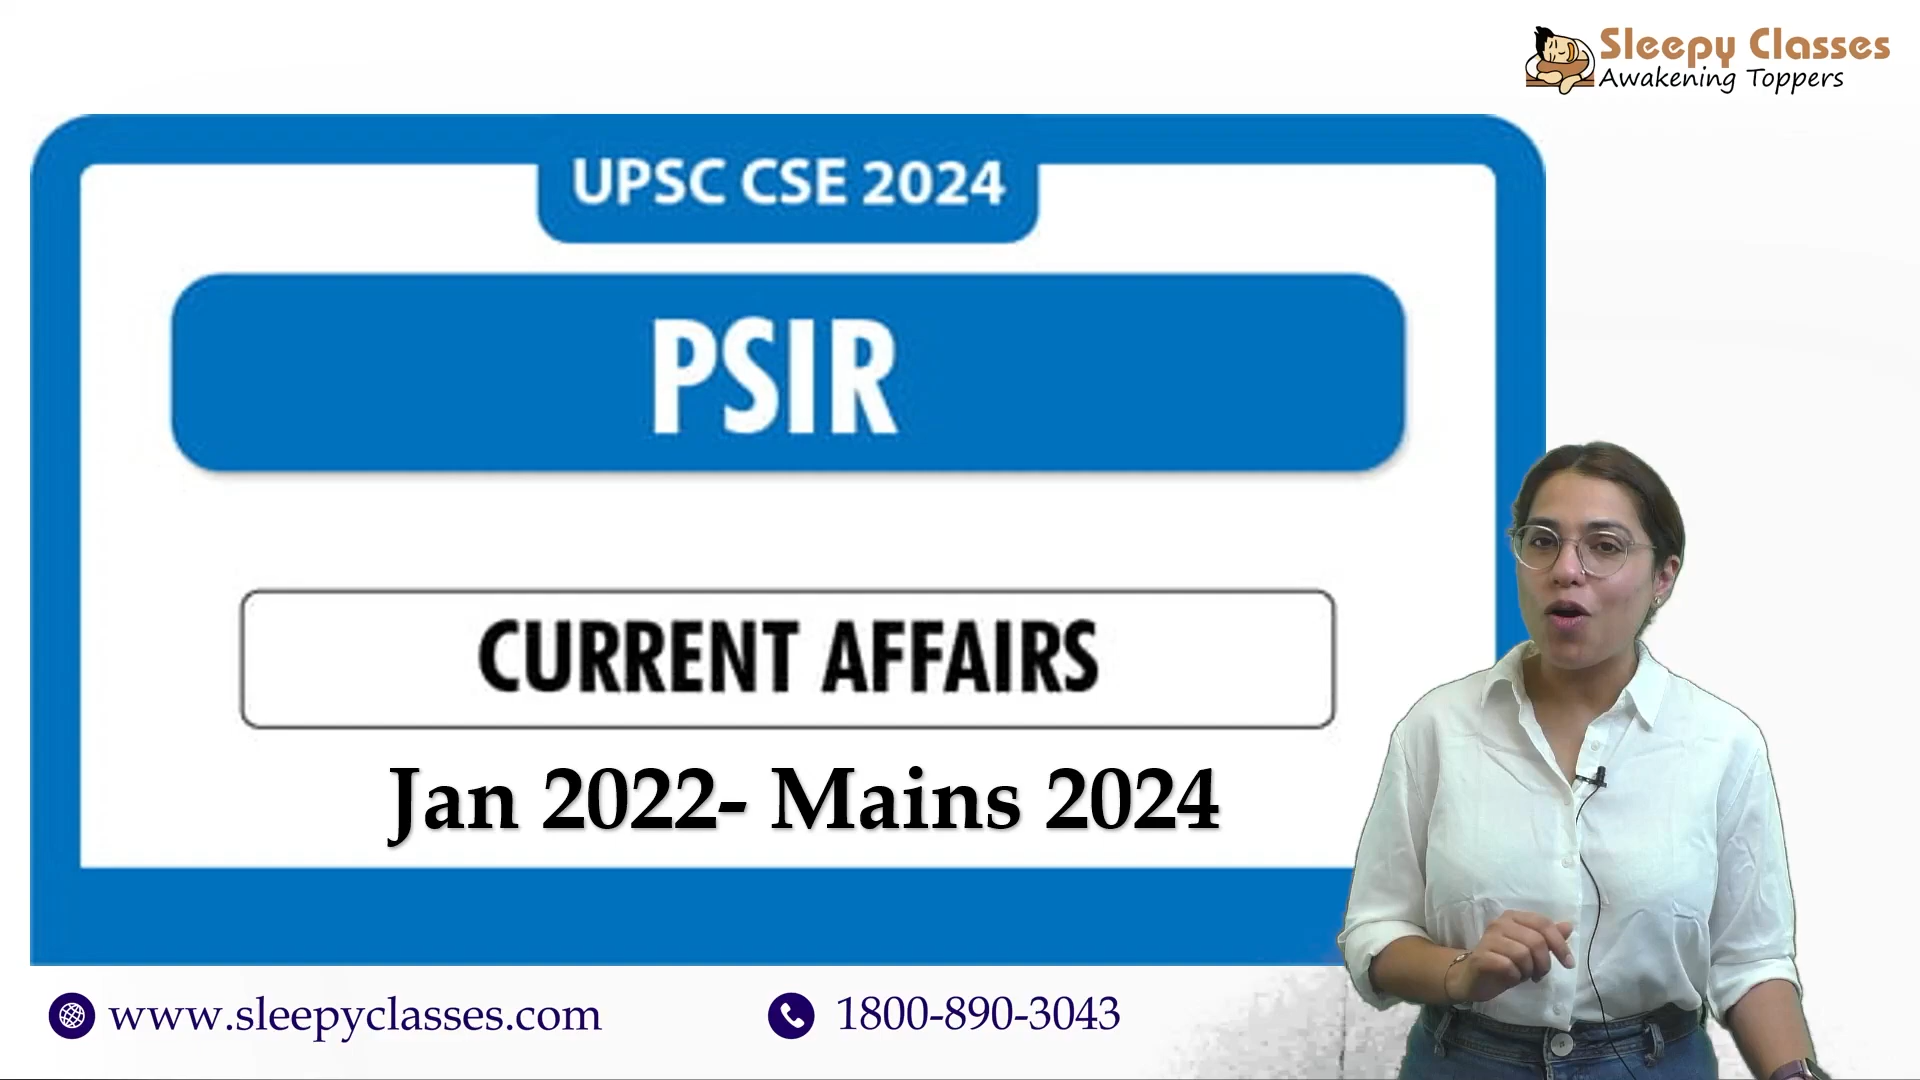 Sleepy Classes
Awakening Toppers
UPSC CSE 2024
PSIR
CURRENT AFFAIRS
Jan 2022- Mains 2024
www.sleepyclasses.com
1800-890-3043